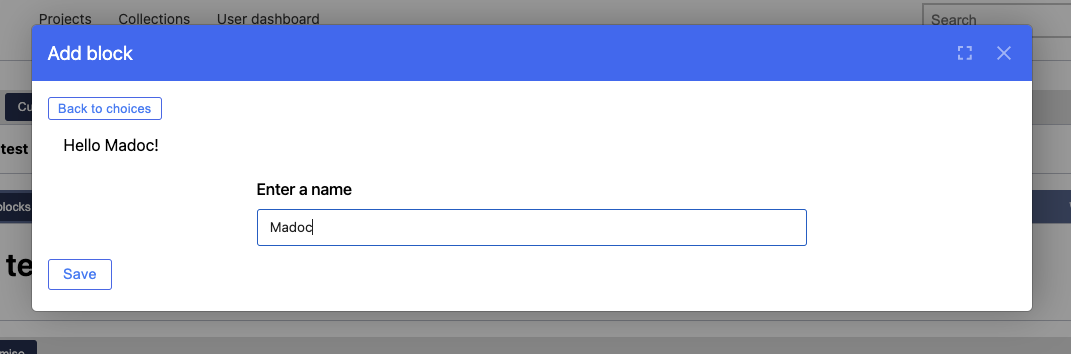 Projects Collections User dashboard
Search
Add block
Cu
Back to choices
test
Hello Madoc!
Enter a name
blocks
Madoc
te
Save